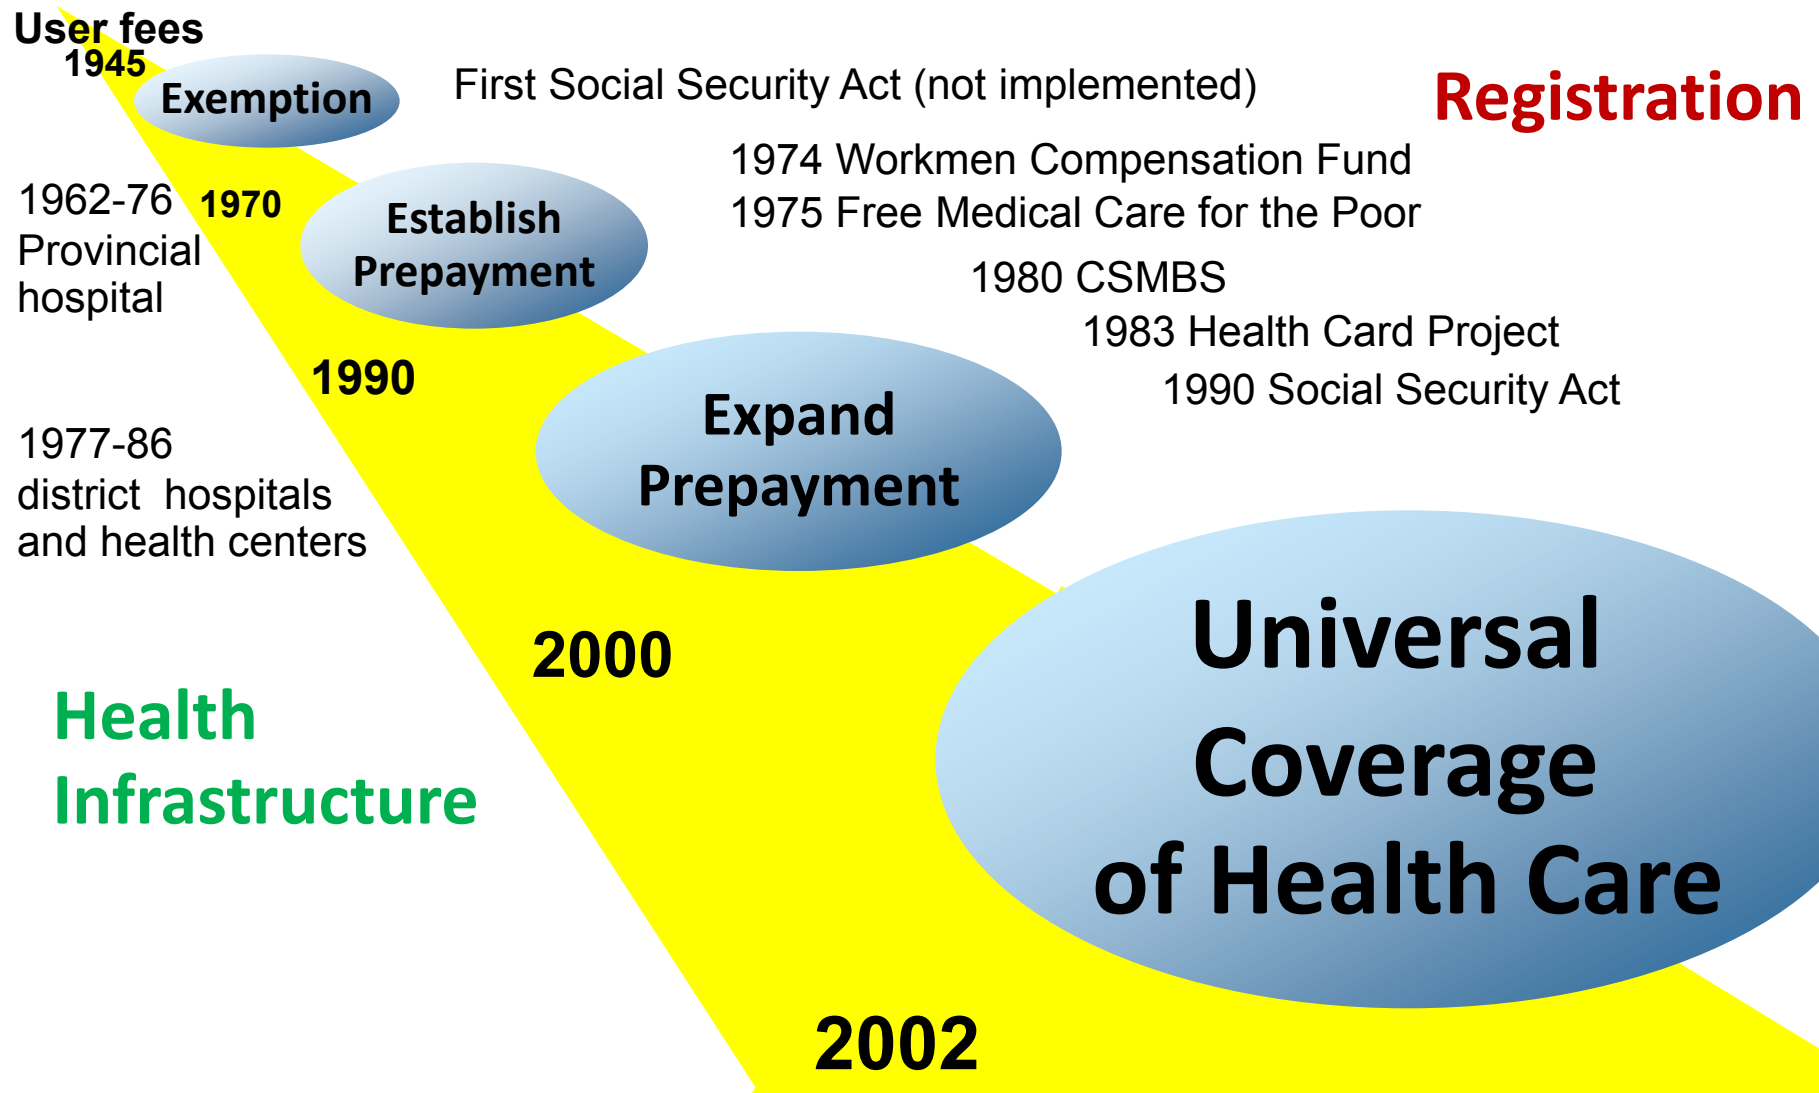 User fees
1945
Exemption
First Social Security Act (not implemented)
Registration
1974 Workmen Compensation Fund
1975 Free Medical Care for the Poor
1962-76
Provincial
hospital
1970
Establish
Prepayment
1980 CSMBS
1983 Health Card Project
1990 Social Security Act
1990
Expand
Prepayment
1977-86
district hospitals
and health centers
2000
Health
Infrastructure
Universal
Coverage
of Health Care
2002